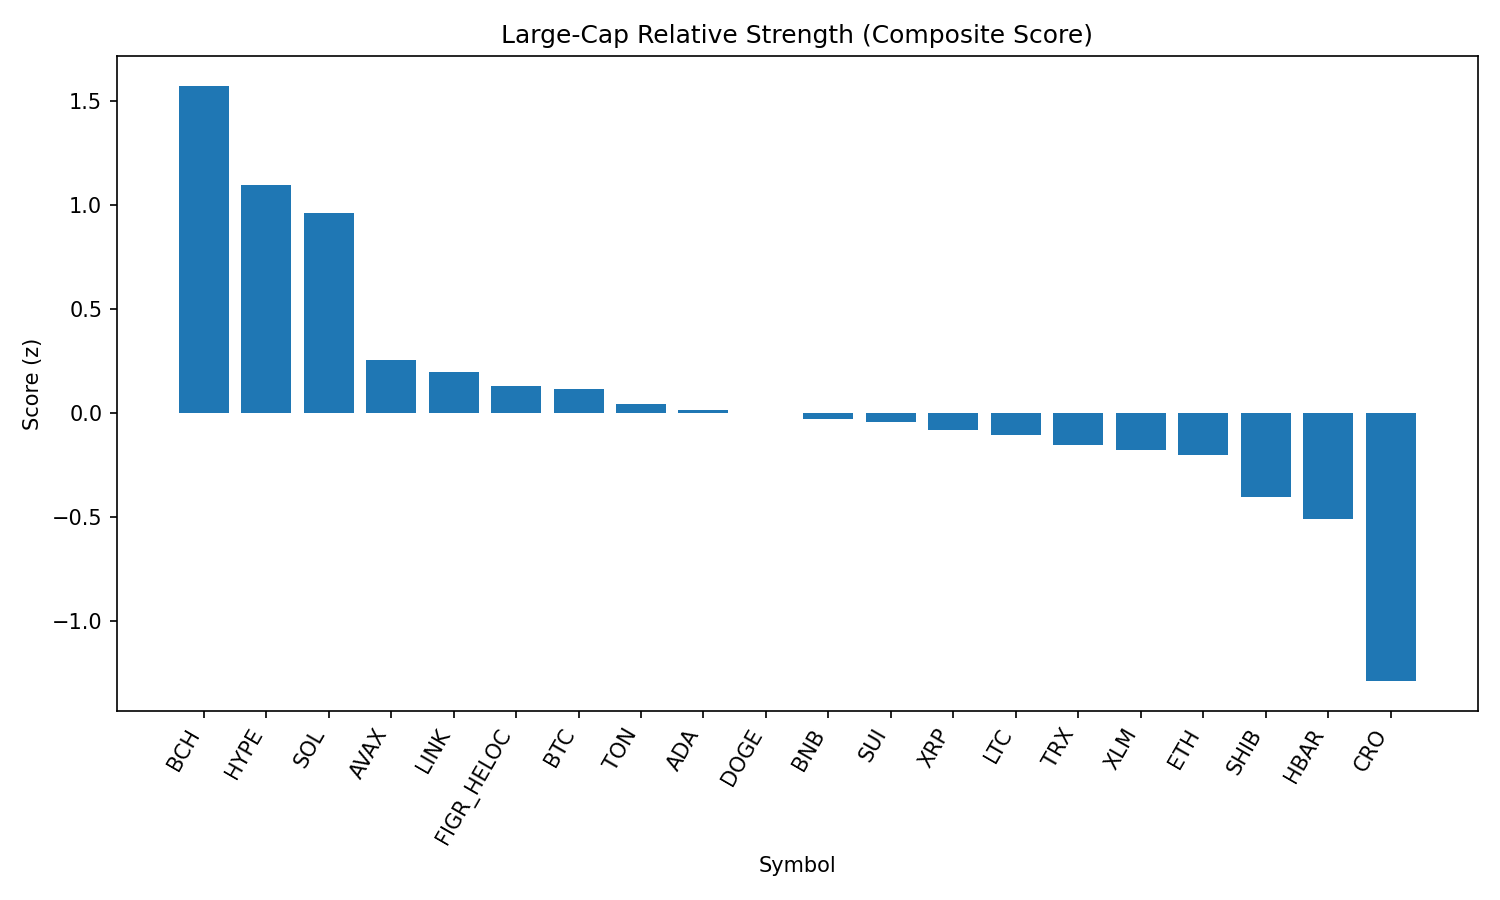 Large-Cap Relative Strength (Composite Score)
Score (z)
1.5
1.0
0.5
0.0
−0.5
−1.0
BCH
HYPE
SOL
AVAX
LINK
FIGR_HELOC
BTC
TON
ADA
DOGE
BNB
SUI
XRP
LTC
TRX
XLM
ETH
SHIB
HBAR
CRO
Symbol